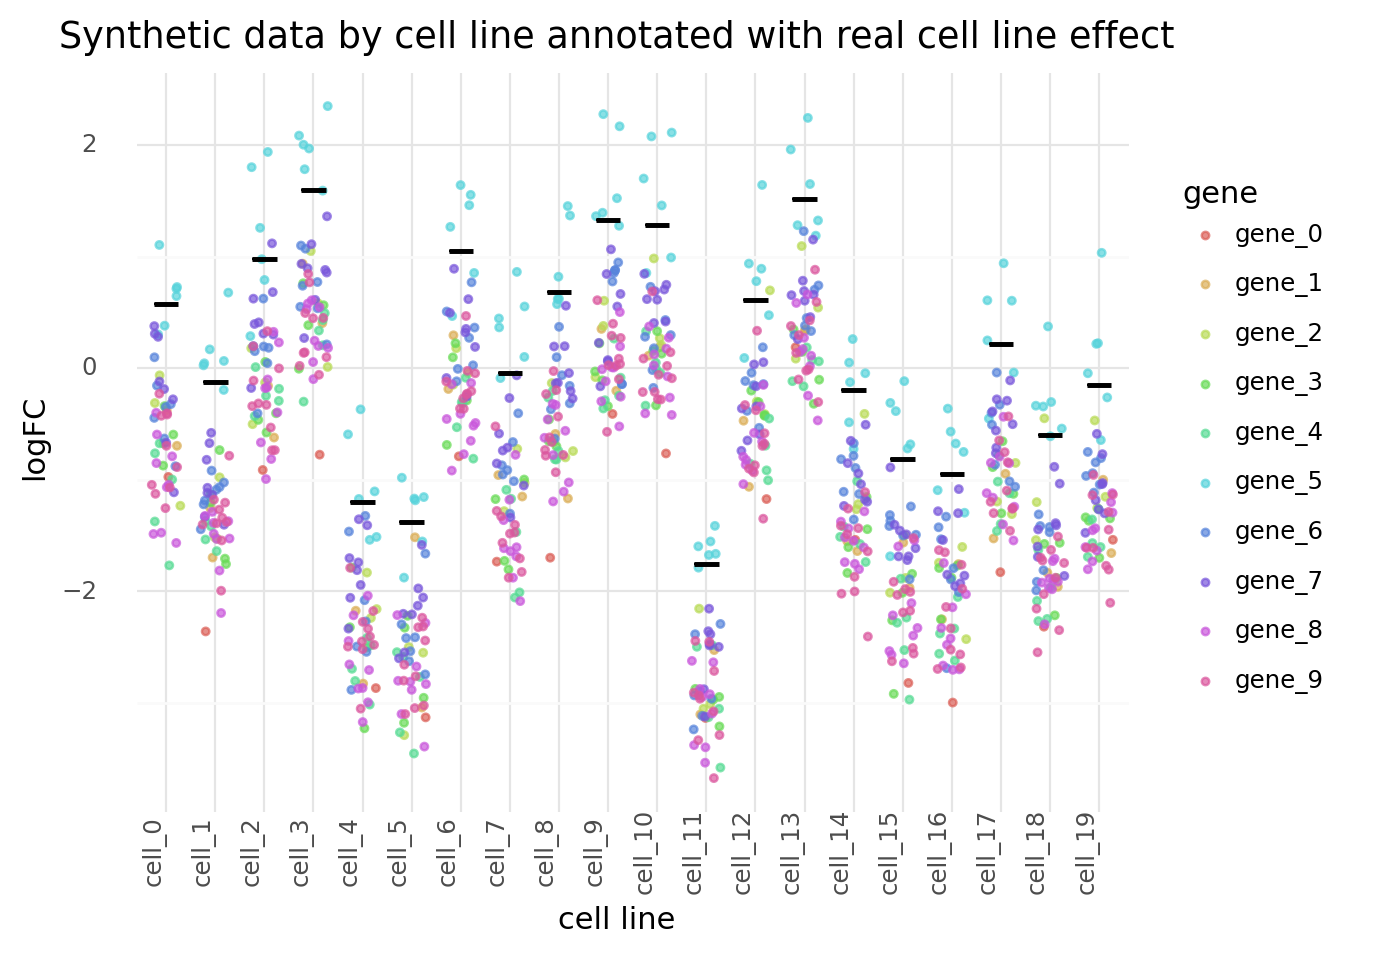 Synthetic data by cell line annotated with real cell line effect
2
0
−2
logFC
cell_0
cell_1
cell_2
cell_3
cell_4
cell_5
cell_6
cell_7
cell_8
cell_9
cell_10
cell_11
cell_12
cell_13
cell_14
cell_15
cell_16
cell_17
cell_18
cell_19
cell line
gene
gene_0
gene_1
gene_2
gene_3
gene_4
gene_5
gene_6
gene_7
gene_8
gene_9